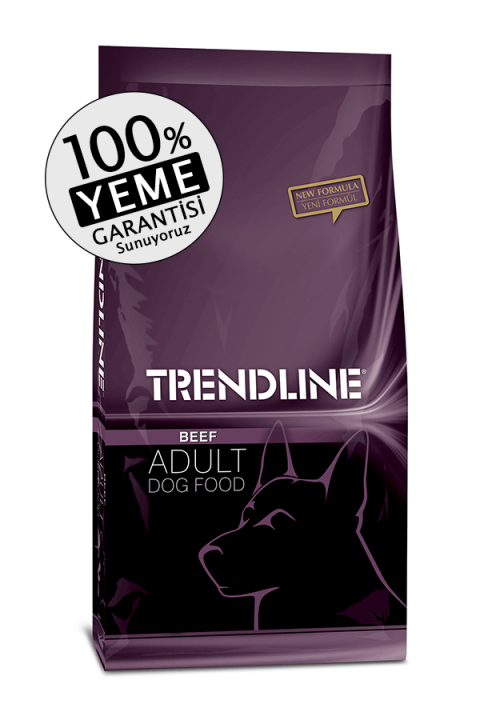 100%
YEME
GARANTİSİ
Sunuyoruz
NEW FORMULA
YENİ FORMÜL
TRENDLINE®
BEEF
ADULT
DOG FOOD